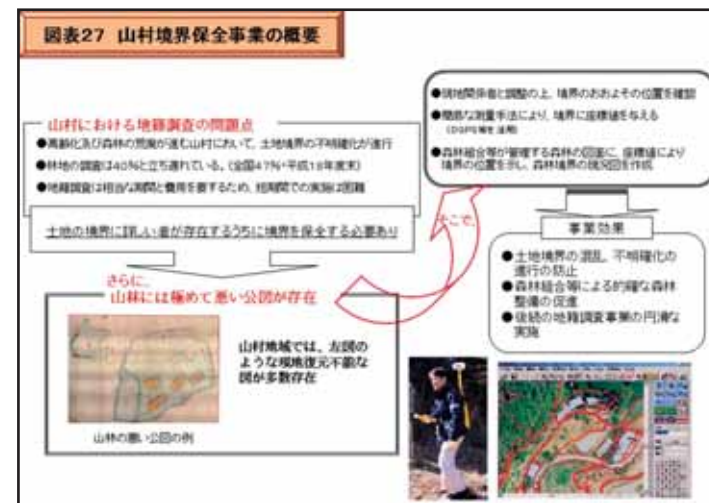 図表27 山村境界保全事業の概要
山村における地籍調査の問題点
●高齢化及び森林の荒廃が進む山村において、土地境界の不明確化が進行
●林地の調査は40%と立ち遅れている。(全国47%・平成18年度末)
●地籍調査は相当な期間と費用を要するため、短期間での実施は困難
土地の境界に詳しい者が存在するうちに境界を保全する必要あり
さらに、
山林には極めて悪い公図が存在
山村地域では、左図の
ような現地復元不能な
図が多数存在
山林の悪い公図の例
そこで、
●現地関係者と調整の上、境界のおおよその位置を確認
●簡易な測量手法により、境界に座標値を与える
(DGPS等を活用)
●森林組合等が管理する森林の図面に、座標値により
境界の位置を示し、森林境界の現況図を作成
事業効果
●土地境界の混乱、不明確化の
進行の防止
●森林組合等による的確な森林
整備の促進
●後続の地籍調査事業の円滑な
実施